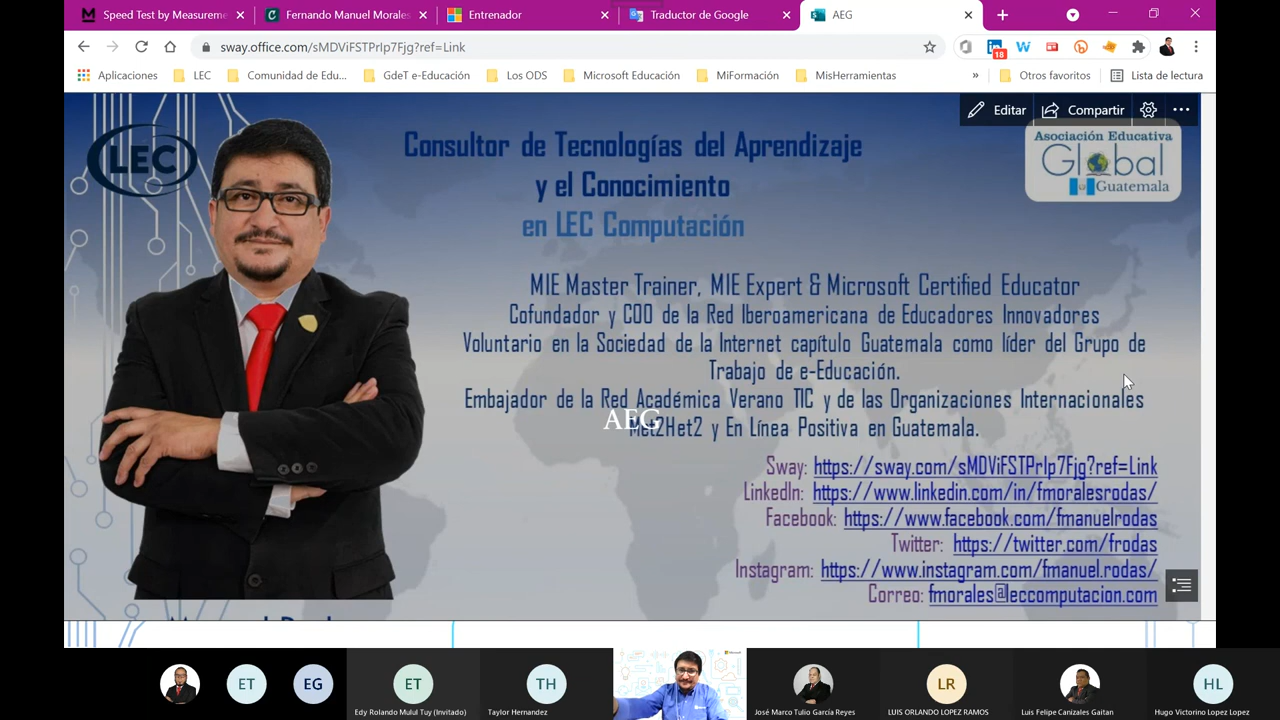 Speed Test by Measureme
Fernando Manuel Morales
Entrenador
Traductor de Google
AEG
sway.office.com/sMDViFSTPrIp7Fjg?ref=Link
18
Aplicaciones
LEC
Comunidad de Edu...
GdeT e-Educación
Los ODS
Microsoft Educación
MiFormación
MisHerramientas
»
Otros favoritos
Lista de lectura
Editar
Compartir
LEC
Asociación Educativa
Global
Guatemala
Consultor de Tecnologías del Aprendizaje
y el Conocimiento
en LEC Computación
MIE Master Trainer, MIE Expert & Microsoft Certified Educator
Cofundador y COO de la Red Iberoamericana de Educadores Innovadores
Voluntario en la Sociedad de la Internet capítulo Guatemala como líder del Grupo de
Trabajo de e-Educación.
Embajador de la Red Académica Verano TIC y de las Organizaciones Internacionales
Met2Het2 y En Línea Positiva en Guatemala.
AEG
Sway: https://sway.com/sMDViFSTPrIp7Fjg?ref=Link
LinkedIn: https://www.linkedin.com/in/fmoralesrodas/
Facebook: https://www.facebook.com/fmanuelrodas
Twitter: https://twitter.com/frodas
Instagram: https://www.instagram.com/fmanuel.rodas/
Correo: fmorales@leccomputacion.com
ET
EG
ET
Edy Rolando Mulul Tuy (Invitado)
TH
Taylor Hernandez
Microsoft
José Marco Tulio García Reyes
LR
LUIS ORLANDO LOPEZ RAMOS
Luis Felipe Canizales Gaitan
HL
Hugo Victorino Lopez Lopez